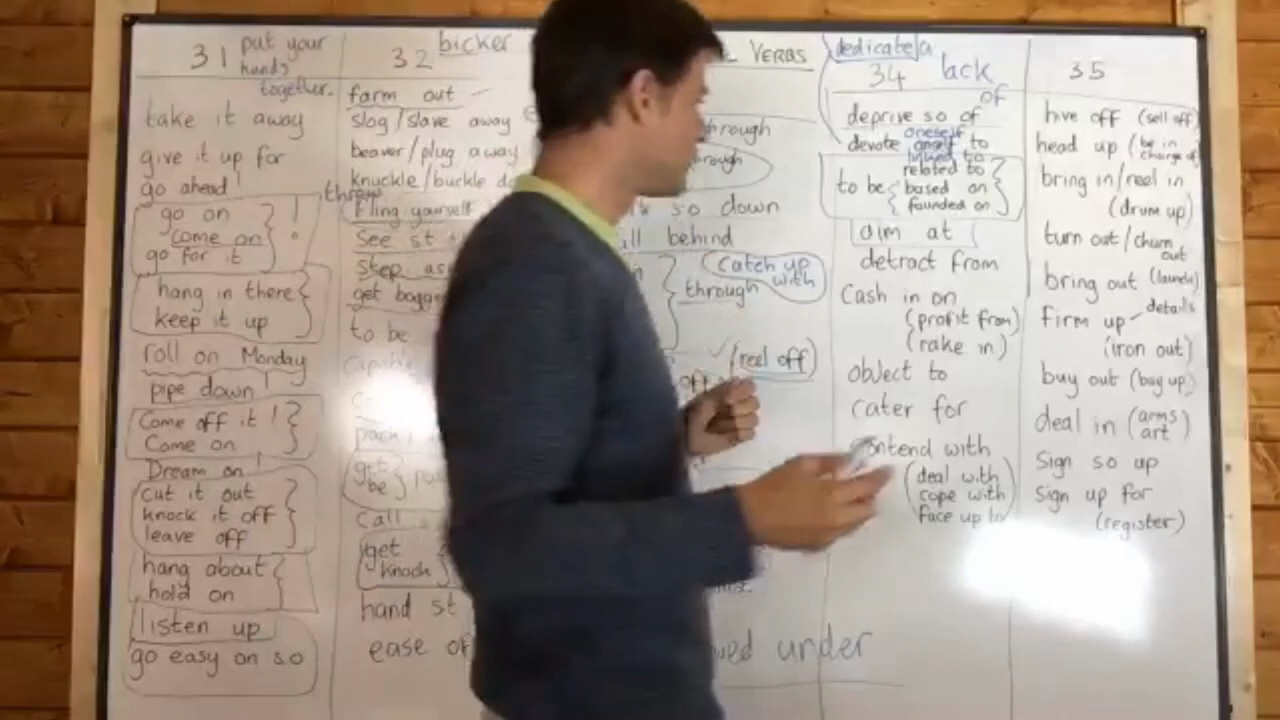 31 put your
hands
together.
take it away
give it up for
go ahead!
go on
come on
go for it
!
hang in there
keep it up
roll on Monday
pipe down!
Come off it !
Come on
Dream on!
cut it out
knock it off
leave off
hang about
hold on
listen up
go easy on so
32 bicker
farm out
slog/slave away
beaver/plug away
knuckle/buckle
throw
fling yourself
See st
Step
get
to be
get
be
call
get
knock
hand st
ease
VERBS
through
so down
behind
Catch up
with
through
(reel off)
off
under
dedicate/a
34 lack
of
deprive so of
oneself
devote to
linked to
related to
to be based on
founded on
aim at
detract from
Cash in on
(profit from)
(rake in)
object to
cater for
contend with
(deal with
cope with
face up to)
35
hive off (sell off)
head up (be in
charge of)
bring in/reel in
(drum up)
turn out/churn
out
bring out (launch)
firm up - details
(iron out)
buy out (buy up)
deal in (arms
art)
Sign so up
Sign up for
(register)